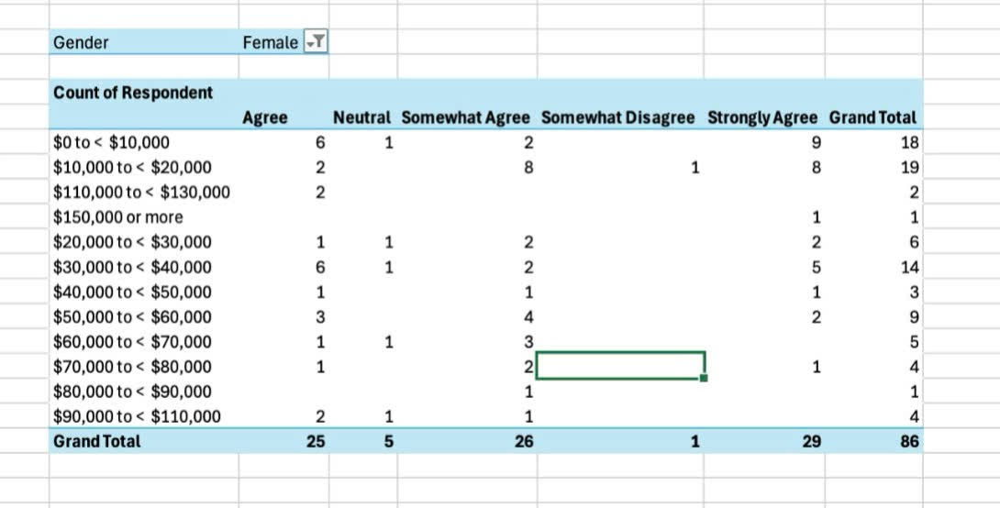 Gender Female
Count of Respondent
Agree Neutral Somewhat Agree Somewhat Disagree Strongly Agree Grand Total
$0 to < $10,000 6 1 2 9 18
$10,000 to < $20,000 2 8 1 8 19
$110,000 to < $130,000 2 2
$150,000 or more 1 1
$20,000 to < $30,000 1 1 2 2 6
$30,000 to < $40,000 6 1 2 5 14
$40,000 to < $50,000 1 1 1 3
$50,000 to < $60,000 3 4 2 9
$60,000 to < $70,000 1 1 3 5
$70,000 to < $80,000 1 2 1 4
$80,000 to < $90,000 1 1
$90,000 to < $110,000 2 1 1 4
Grand Total 25 5 26 1 29 86